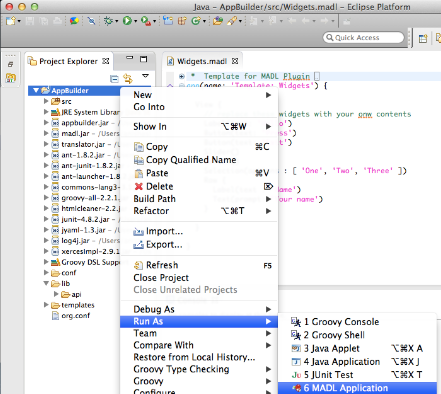 Java – AppBuilder/src/Widgets.madl – Eclipse Platform
Quick Access
Project Explorer
AppBuilder
src
JRE System Library
appbuilder.jar
madl.jar – /Users
translator.jar
ant-1.8.2.jar
ant-junit-1.8.2.jar
ant-launcher-1.8
commons-lang3-
groovy-all-2.2.1.
htmlcleaner-2.2.
junit-4.8.2.jar
jyaml-1.3.jar
log4j.jar
xercesImpl-2.9.1
Groovy DSL Suppo
conf
lib
api
templates
org.conf
Widgets.madl
* Template for MADL Plugin
(name: 'Template: Widgets') {
widgets with your own contents
: [ 'One', 'Two', 'Three' ])
our name')
New
Go Into
Show In ⌥⌘W
Copy ⌘C
Copy Qualified Name
Paste ⌘V
Delete ⌦
Build Path
Refactor ⌥⌘T
Import...
Export...
Refresh F5
Close Project
Close Unrelated Projects
Debug As
Run As
Team
Compare With
Restore from Local History...
Groovy Type Checking
Groovy
Configure
1 Groovy Console
2 Groovy Shell
3 Java Applet ⌥⌘X A
4 Java Application ⌥⌘X J
5 JUnit Test ⌥⌘X T
6 MADL Application